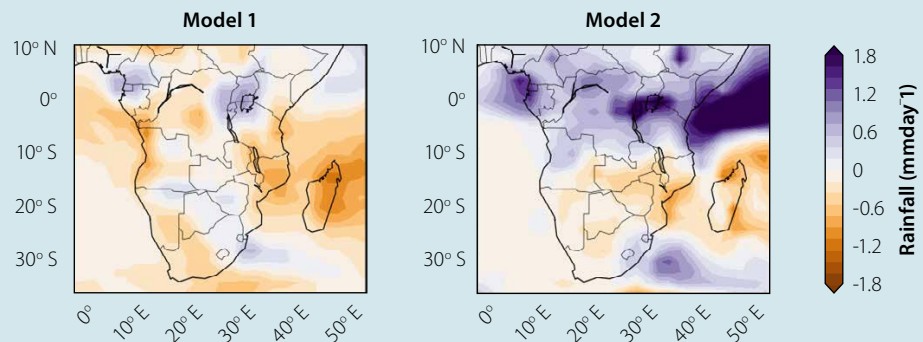 Model 1
Model 2
10° N
0°
10° S
20° S
30° S
0°
10° E
20° E
30° E
40° E
50° E
10° N
0°
10° S
20° S
30° S
0°
10° E
20° E
30° E
40° E
50° E
1.8
1.2
0.6
0
-0.6
-1.2
-1.8
Rainfall (mmday⁻1)